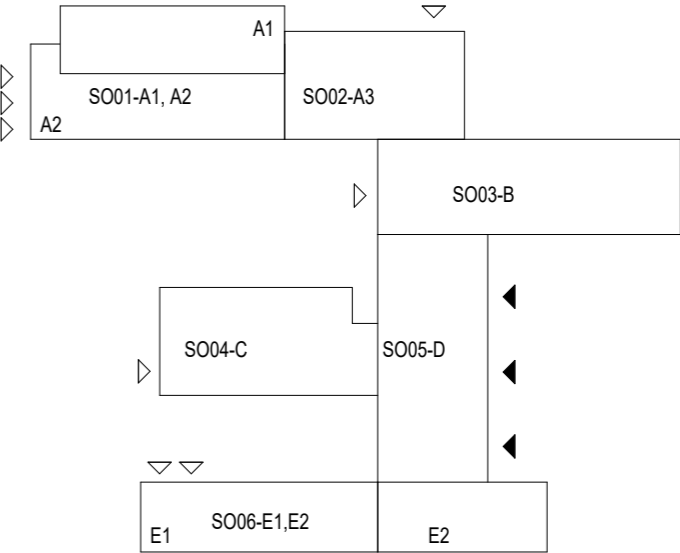 A1
SO01-A1, A2
SO02-A3
A2
SO03-B
SO04-C
SO05-D
SO06-E1,E2
E1
E2